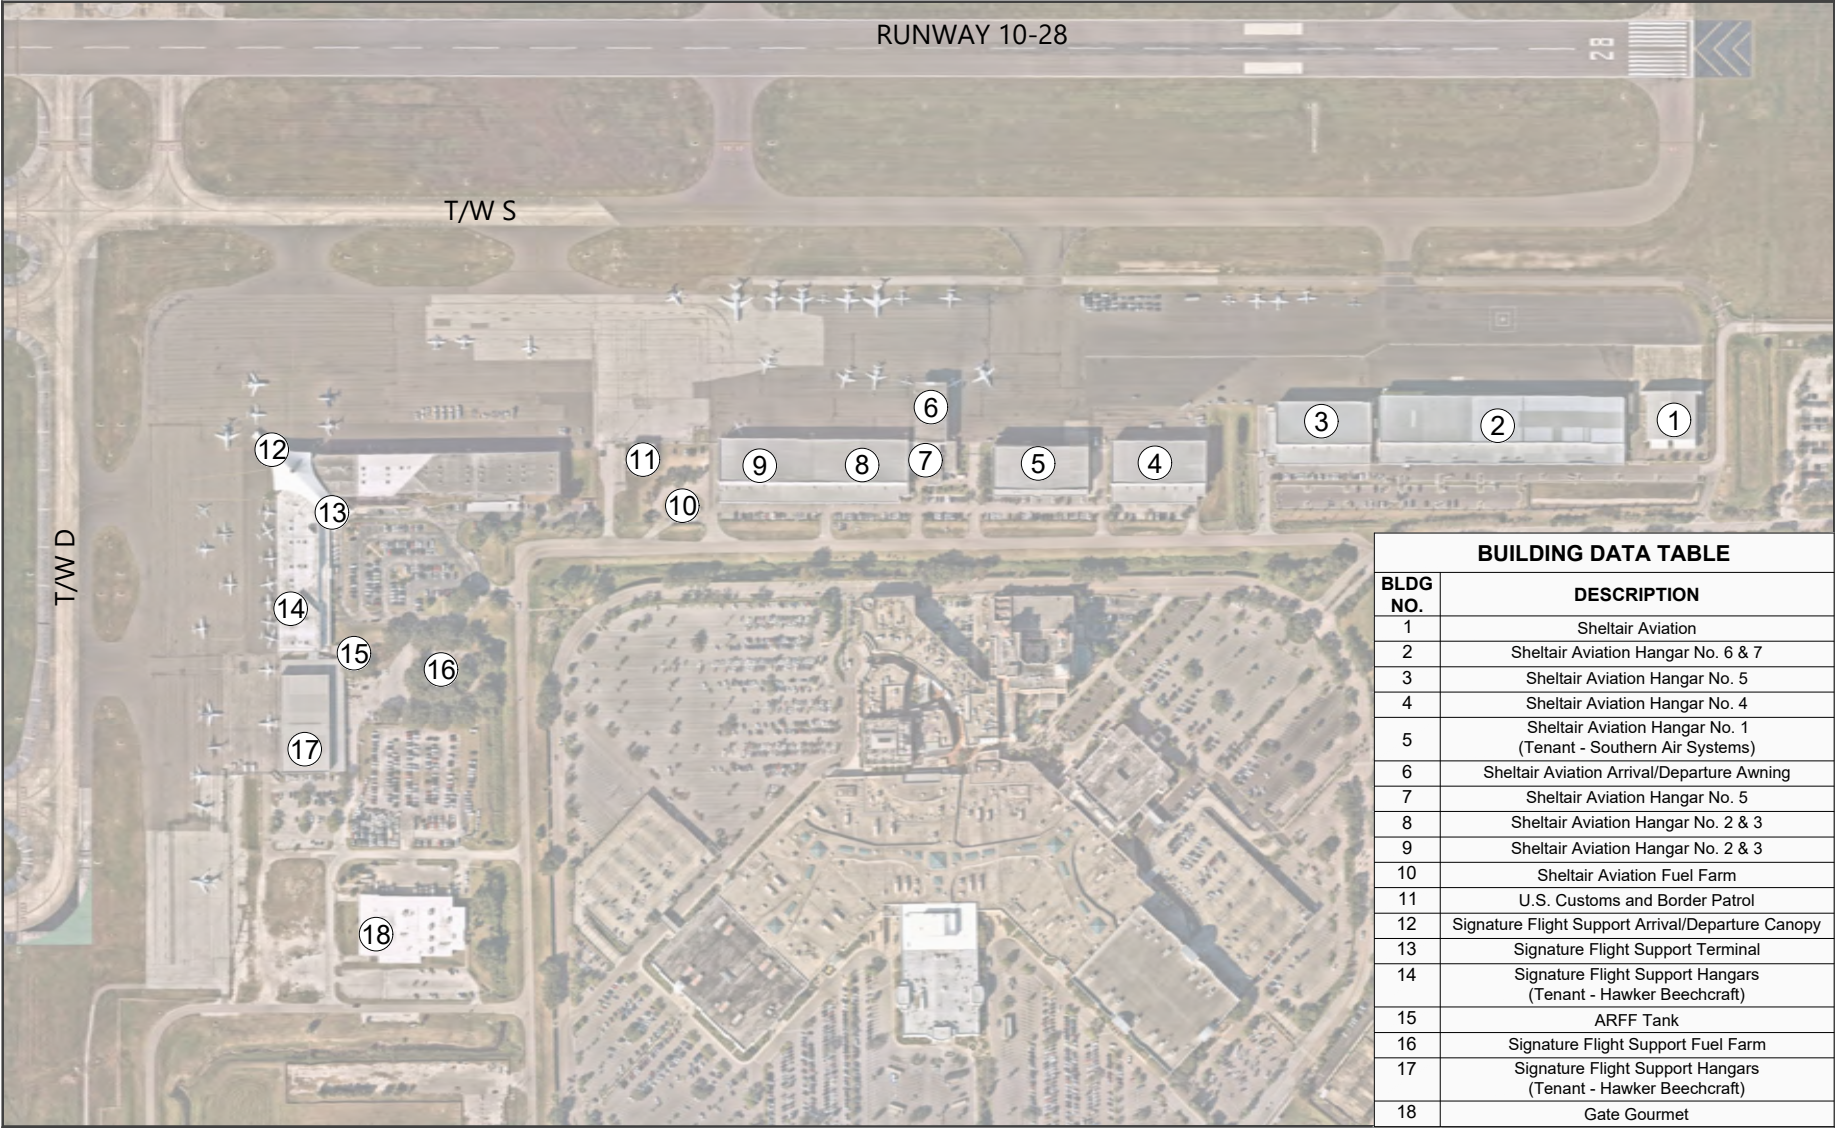 RUNWAY 10-28
28
T/W S
T/W D
6
3
2
1
12
11
9
8
7
5
4
10
13
14
15
16
17
18
BUILDING DATA TABLE
BLDG NO. DESCRIPTION
1 Sheltair Aviation
2 Sheltair Aviation Hangar No. 6 & 7
3 Sheltair Aviation Hangar No. 5
4 Sheltair Aviation Hangar No. 4
5 Sheltair Aviation Hangar No. 1
(Tenant - Southern Air Systems)
6 Sheltair Aviation Arrival/Departure Awning
7 Sheltair Aviation Hangar No. 5
8 Sheltair Aviation Hangar No. 2 & 3
9 Sheltair Aviation Hangar No. 2 & 3
10 Sheltair Aviation Fuel Farm
11 U.S. Customs and Border Patrol
12 Signature Flight Support Arrival/Departure Canopy
13 Signature Flight Support Terminal
14 Signature Flight Support Hangars
(Tenant - Hawker Beechcraft)
15 ARFF Tank
16 Signature Flight Support Fuel Farm
17 Signature Flight Support Hangars
(Tenant - Hawker Beechcraft)
18 Gate Gourmet